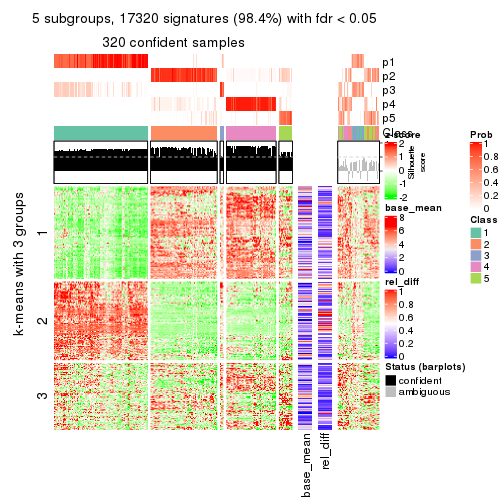 5 subgroups, 17320 signatures (98.4%) with fdr < 0.05
320 confident samples
p1
p2
p3
p4
p5
Class
Silhouette
score
k-means with 3 groups
1
2
3
base_mean
rel_diff
z-score
2
1
0
-1
-2
base_mean
8
6
4
2
0
rel_diff
1
0.8
0.6
0.4
0.2
0
Status (barplots)
confident
ambiguous
Prob
1
0.8
0.6
0.4
0.2
0
Class
1
2
3
4
5